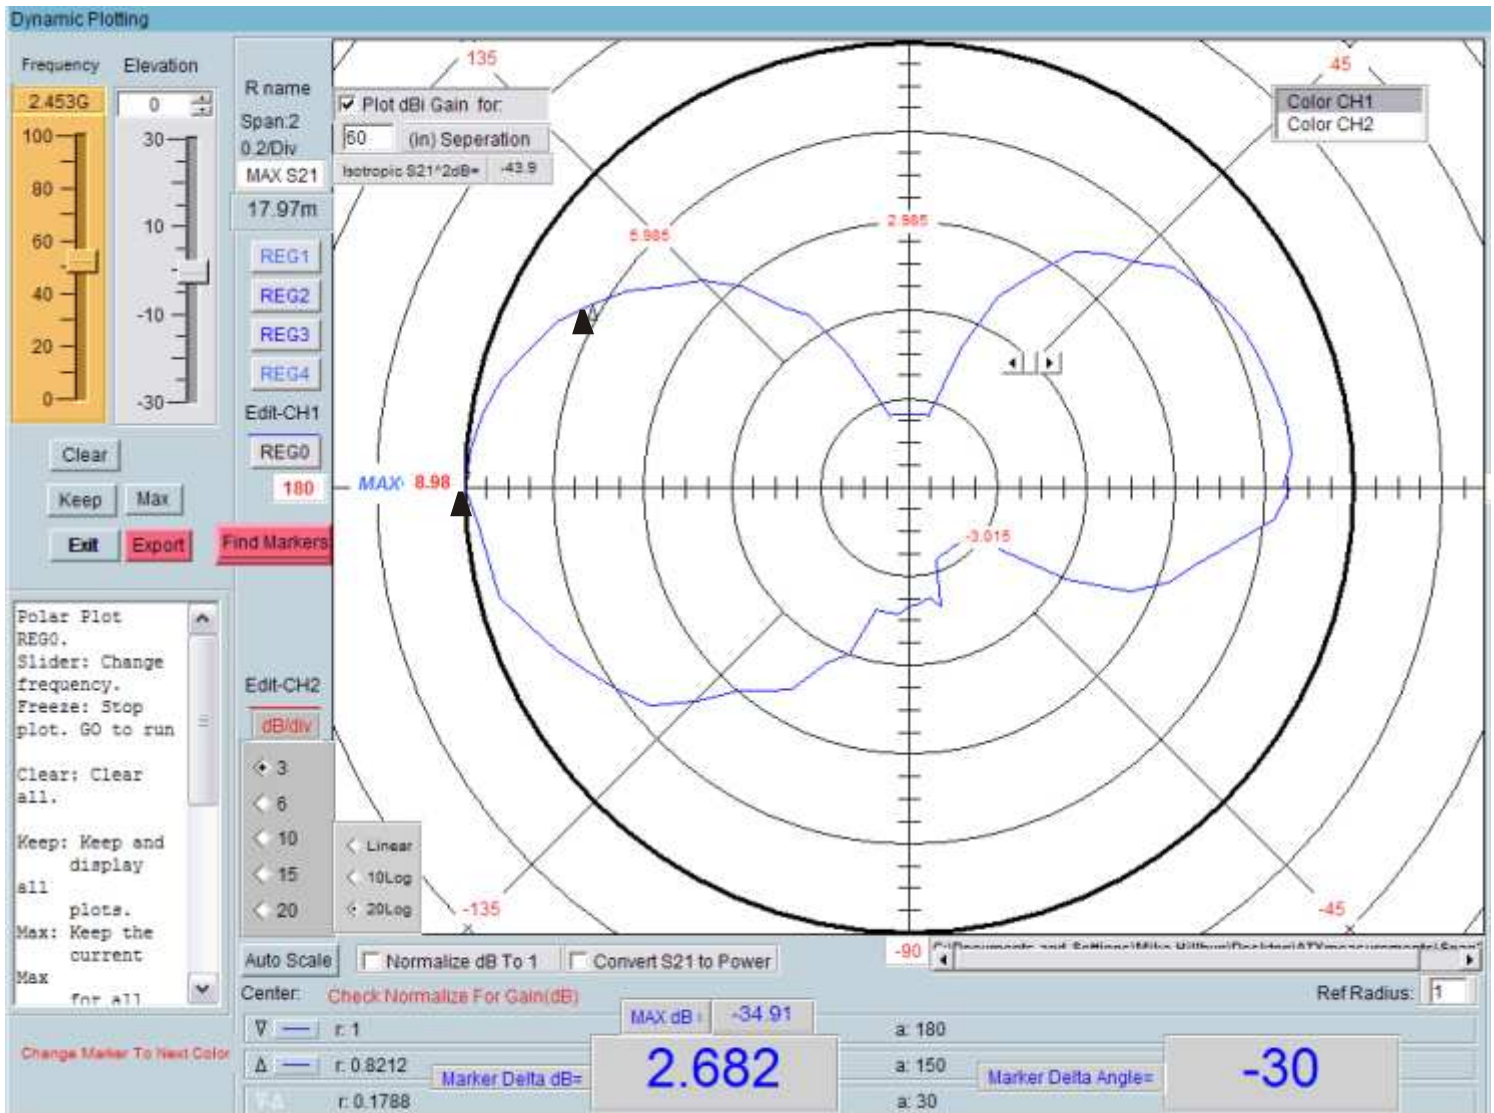 Dynamic Plotting
Frequency
Elevation
2.453G
0
100
80
60
40
20
0
30
10
-10
-30
Clear
Keep
Max
Exit
Export
Find Markers
R name
Span:2
0.2/Div
MAX S21
17.97m
REG1
REG2
REG3
REG4
Edit-CH1
REG0
180
Edit-CH2
dB/div
3
6
10
15
20
Linear
10Log
20Log
Plot dBi Gain for:
60 (in) Seperation
Isotropic S21^2dB= -43.9
135
45
Color CH1
Color CH2
5.985
2.985
MAX: 8.98
-3.015
-135
-45
-90
Polar Plot
REG0.
Slider: Change
frequency.
Freeze: Stop
plot. GO to run
Clear: Clear
all.
Keep: Keep and
display
all
plots.
Max: Keep the
current
Max
for all
Change Marker To Next Color
Auto Scale
Normalize dB To 1
Convert S21 to Power
Center:
Check Normalize For Gain(dB)
Ref Radius: 1
MAX dB = -34.91
r: 1
a: 180
r: 0.8212
a: 150
Marker Delta dB=
2.682
Marker Delta Angle=
-30
r: 0.1788
a: 30